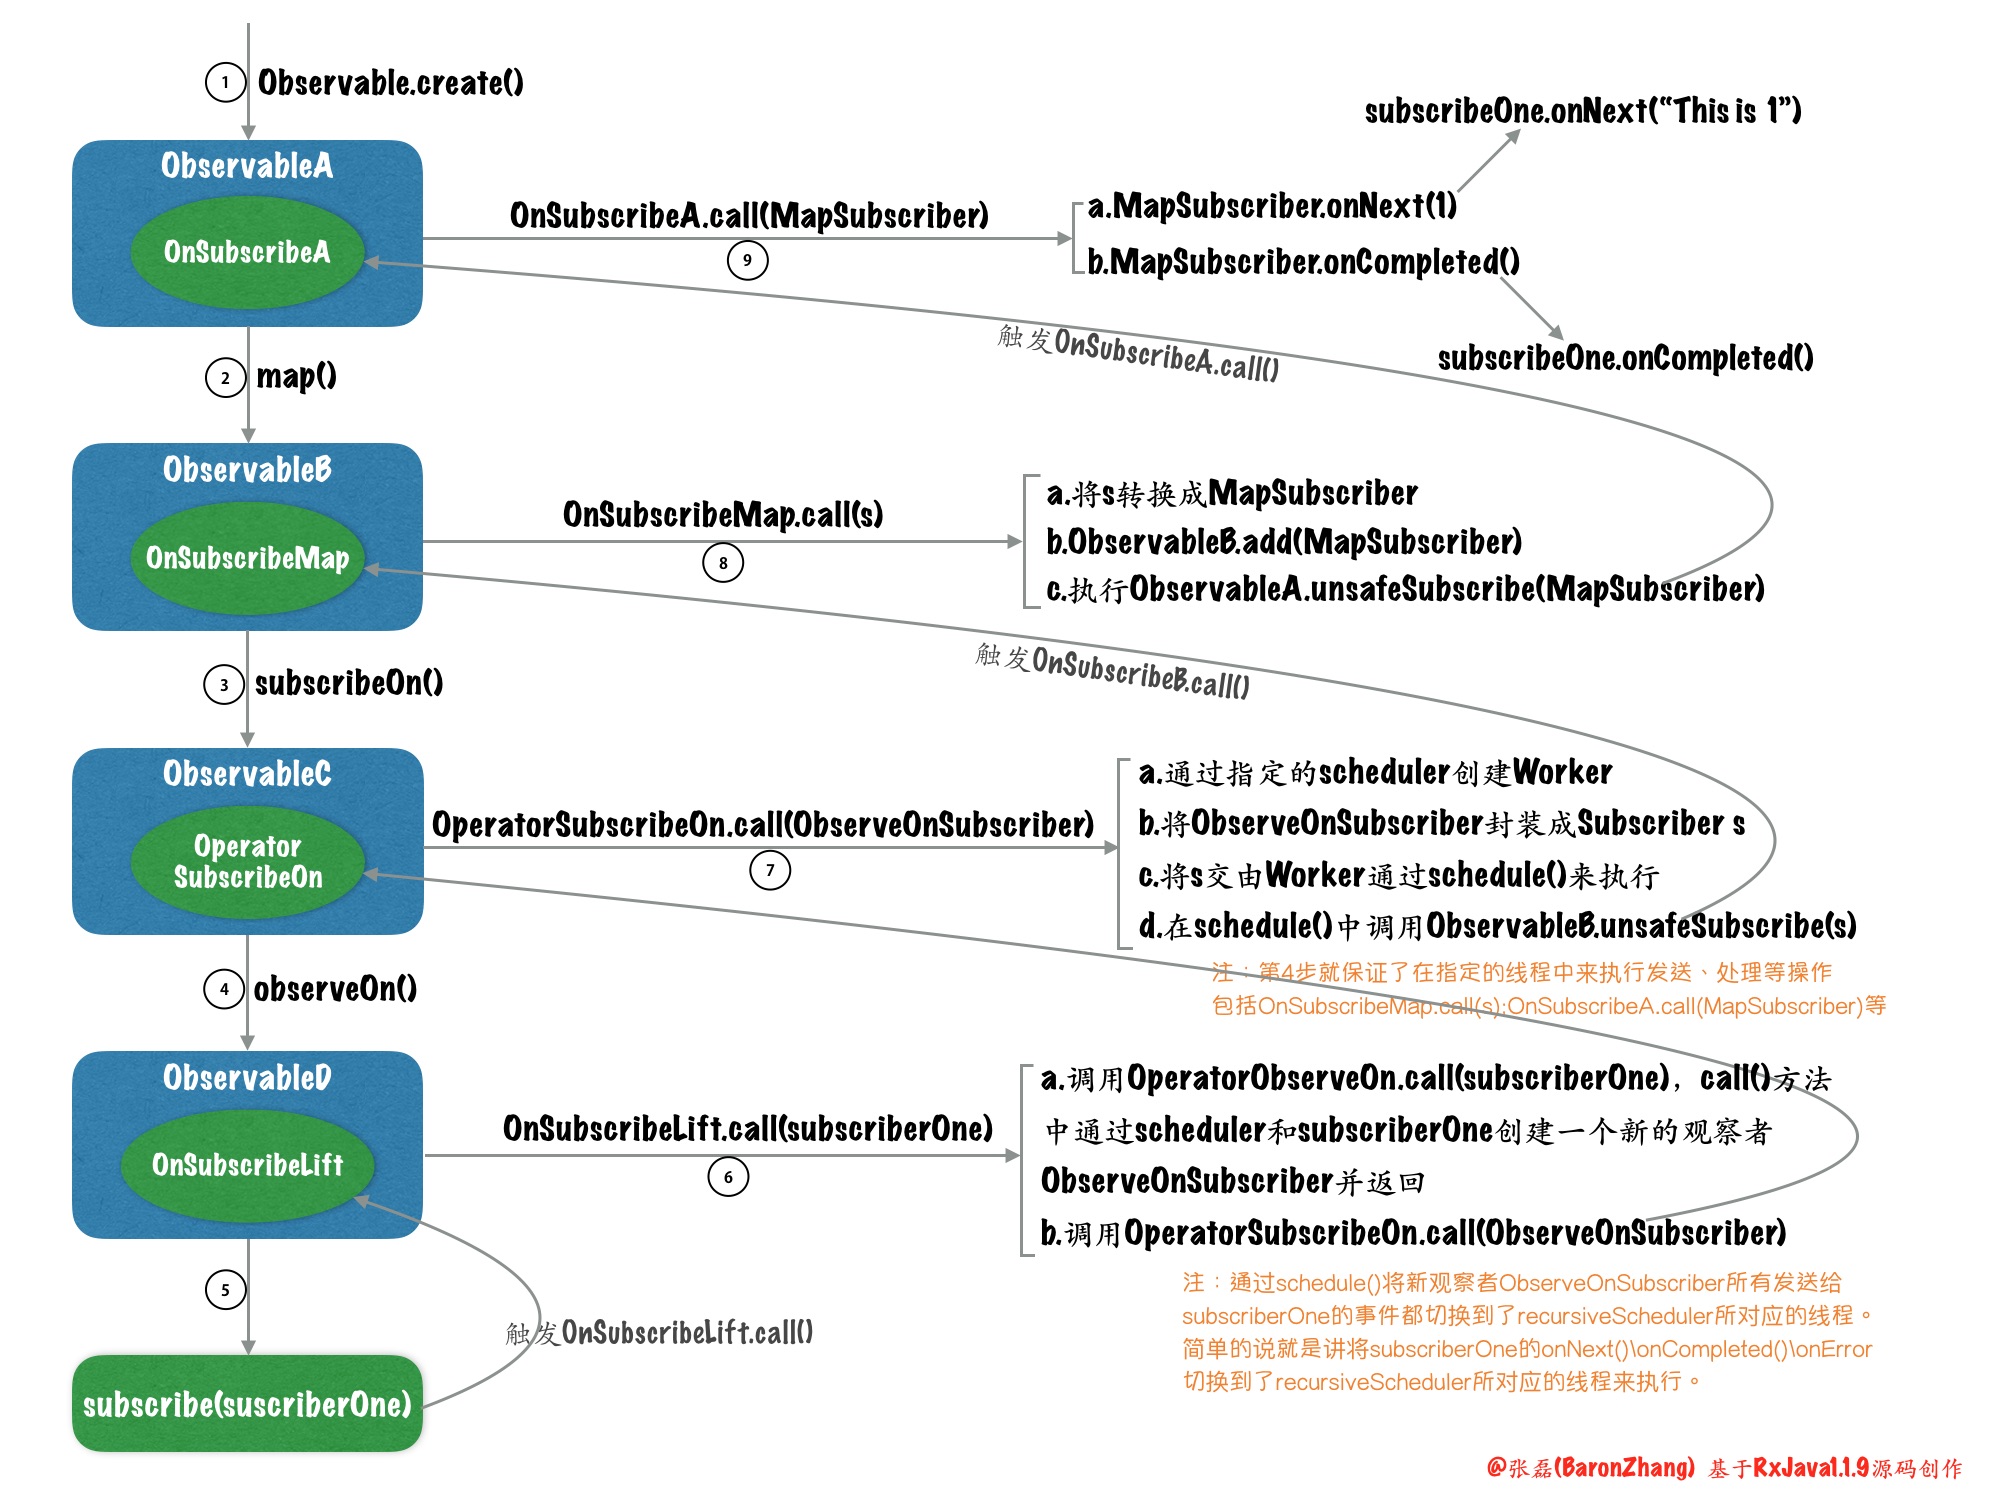 1 Observable.create()
subscribeOne.onNext(“This is 1”)
ObservableA
OnSubscribeA
OnSubscribeA.call(MapSubscriber)
9
a.MapSubscriber.onNext(1)
b.MapSubscriber.onCompleted()
触发OnSubscribeA.call()
subscribeOne.onCompleted()
2 map()
ObservableB
OnSubscribeMap
OnSubscribeMap.call(s)
8
a.将s转换成MapSubscriber
b.ObservableB.add(MapSubscriber)
c.执行ObservableA.unsafeSubscribe(MapSubscriber)
触发OnSubscribeB.call()
3 subscribeOn()
ObservableC
Operator
SubscribeOn
OperatorSubscribeOn.call(ObserveOnSubscriber)
7
a.通过指定的scheduler创建Worker
b.将ObserveOnSubscriber封装成Subscriber s
c.将s交由Worker通过schedule()来执行
d.在schedule()中调用ObservableB.unsafeSubscribe(s)
注：第4步就保证了在指定的线程中来执行发送、处理等操作
包括OnSubscribeMap.call(s);OnSubscribeA.call(MapSubscriber)等
4 observeOn()
ObservableD
OnSubscribeLift
OnSubscribeLift.call(subscriberOne)
6
a.调用OperatorObserveOn.call(subscriberOne)，call()方法
中通过scheduler和subscriberOne创建一个新的观察者
ObserveOnSubscriber并返回
b.调用OperatorSubscribeOn.call(ObserveOnSubscriber)
注：通过schedule()将新观察者ObserveOnSubscriber所有发送给
subscriberOne的事件都切换到了recursiveScheduler所对应的线程。
简单的说就是讲将subscriberOne的onNext()\onCompleted()\onError
切换到了recursiveScheduler所对应的线程来执行。
5
触发OnSubscribeLift.call()
subscribe(suscriberOne)
@张磊(BaronZhang) 基于RxJava1.1.9源码创作